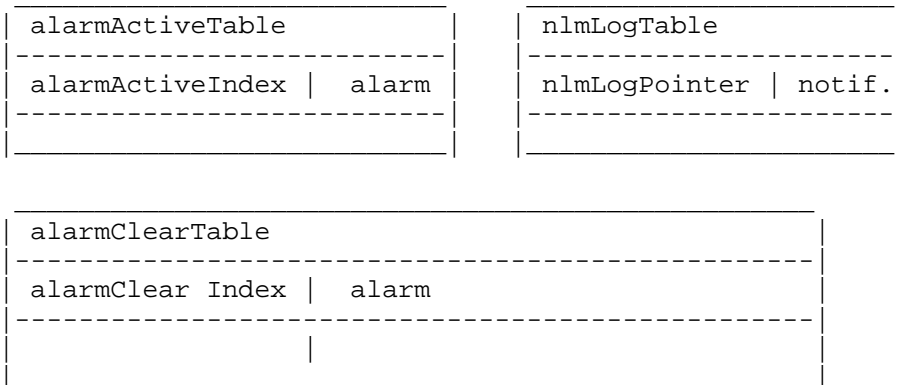 alarmActiveTable | nlmLogTable
alarmActiveIndex | alarm | nlmLogPointer | notif.
alarmClearTable
alarmClear Index | alarm